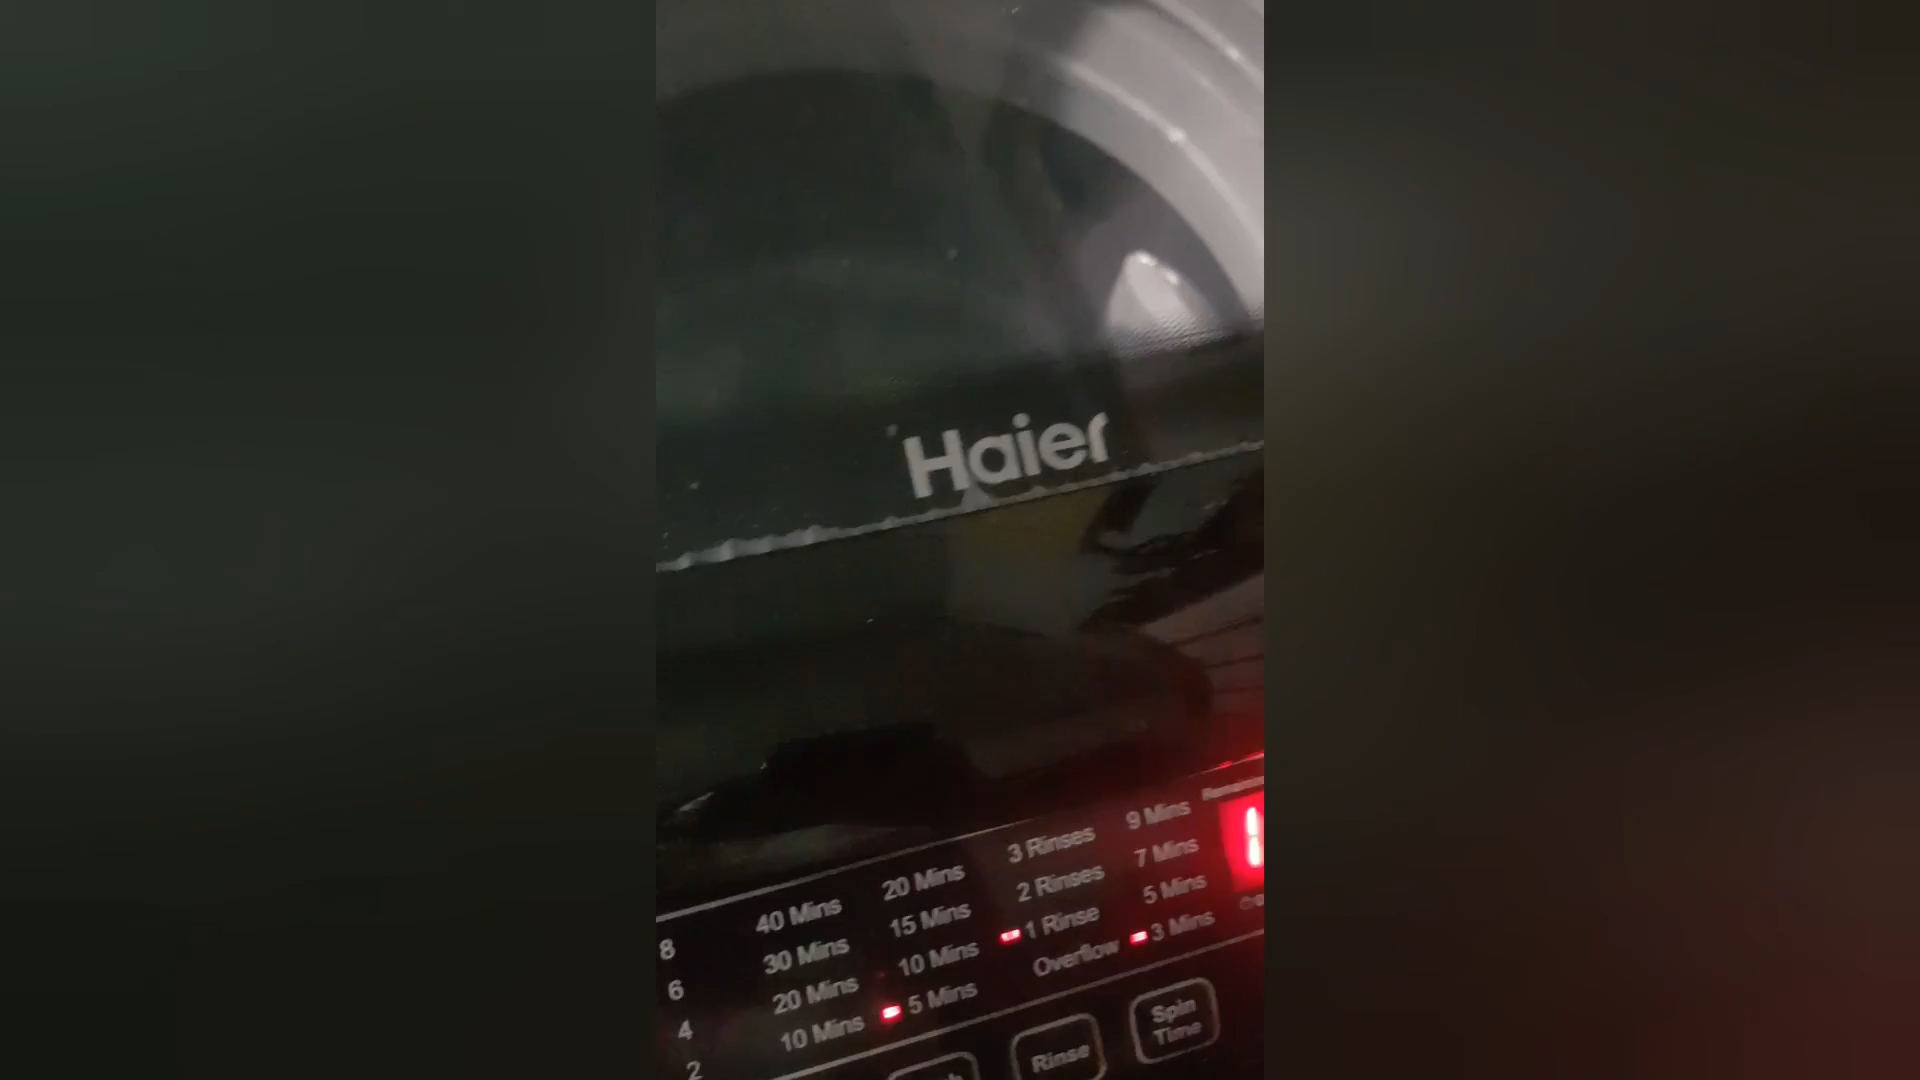 Haier
8
6
4
2
40 Mins
30 Mins
20 Mins
10 Mins
20 Mins
15 Mins
10 Mins
5 Mins
3 Rinses
2 Rinses
1 Rinse
Overflow
9 Mins
7 Mins
5 Mins
3 Mins
Rinse
Spin
Time